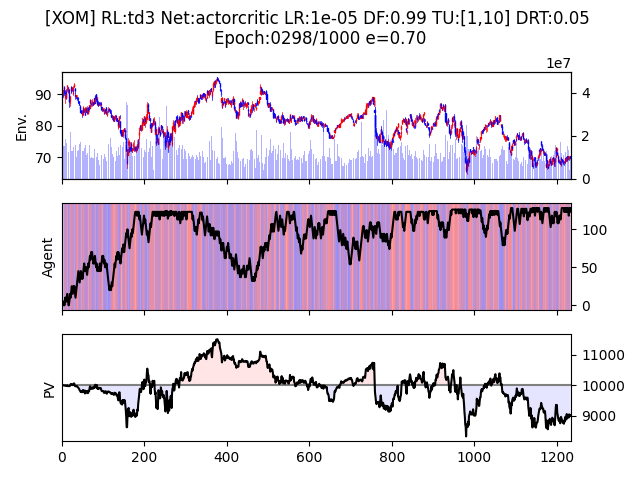 [XOM] RL:td3 Net:actorcritic LR:1e-05 DF:0.99 TU:[1,10] DRT:0.05
Epoch:0298/1000 e=0.70
1e7
Env.
90
80
70
4
2
0
Agent
100
50
0
PV
11000
10000
9000
0 200 400 600 800 1000 1200